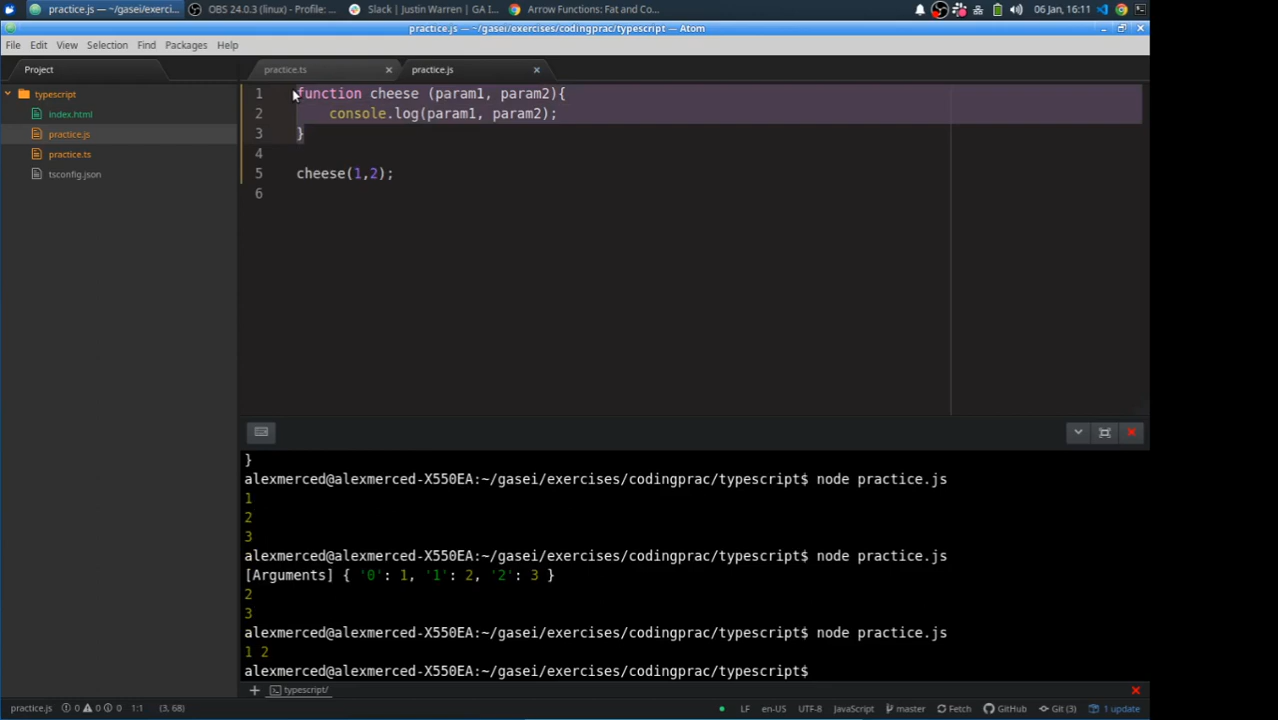 practice.js — ~/gasei/exerci...
OBS 24.0.3 (linux) - Profile: ...
Slack | Justin Warren | GA I...
Arrow Functions: Fat and Co...
06 Jan, 16:11
practice.js — ~/gasei/exercises/codingprac/typescript — Atom
File Edit View Selection Find Packages Help
Project
practice.ts
practice.js
typescript
index.html
practice.js
practice.ts
tsconfig.json
1 function cheese (param1, param2){
2 console.log(param1, param2);
3 }
4
5 cheese(1,2);
6
}
alexmerced@alexmerced-X550EA:~/gasei/exercises/codingprac/typescript$ node practice.js
1
2
3
alexmerced@alexmerced-X550EA:~/gasei/exercises/codingprac/typescript$ node practice.js
[Arguments] { '0': 1, '1': 2, '2': 3 }
2
3
alexmerced@alexmerced-X550EA:~/gasei/exercises/codingprac/typescript$ node practice.js
1 2
alexmerced@alexmerced-X550EA:~/gasei/exercises/codingprac/typescript$
typescript/
practice.js 0 0 0 1:1 (3, 68) LF en-US UTF-8 JavaScript master Fetch GitHub Git (3) 1 update